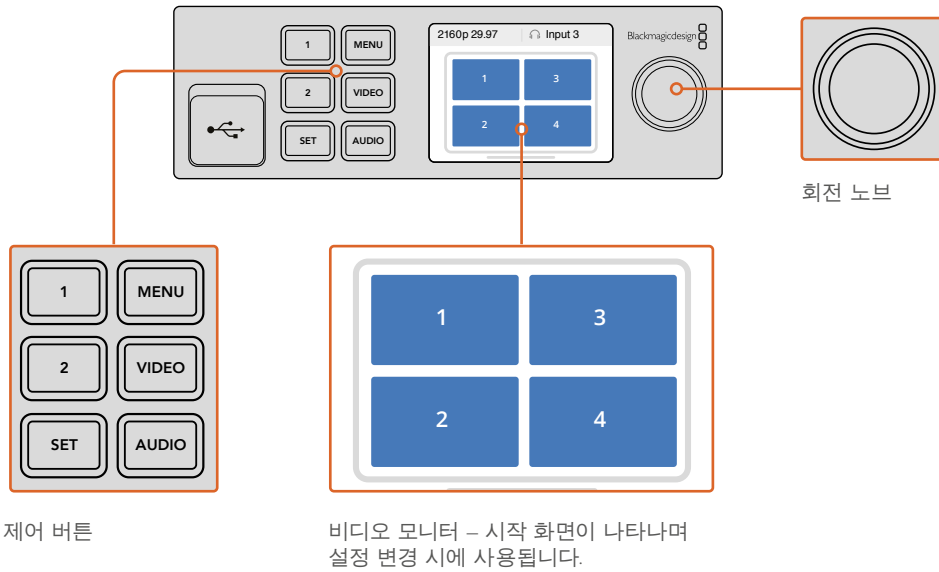 1
MENU
2
VIDEO
SET
AUDIO
2160p 29.97
Input 3
1
3
2
4
Blackmagicdesign
회전 노브
1
MENU
2
VIDEO
SET
AUDIO
제어 버튼
1
3
2
4
비디오 모니터 – 시작 화면이 나타나며
설정 변경 시에 사용됩니다.